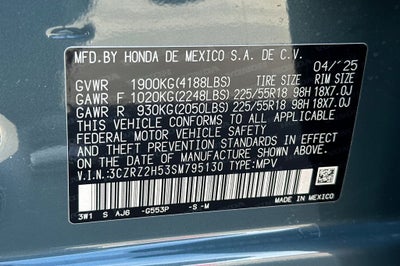 MFD.BY HONDA DE MEXICO S.A. DE C.V.
04/'25
GVWR 1900KG(4188LBS) TIRE SIZE RIM SIZE
GAWR F 1020KG(2248LBS) 225/55R18 98H 18X7.0J
GAWR R 930KG(2050LBS) 225/55R18 98H 18X7.0J
THIS VEHICLE CONFORMS TO ALL APPLICABLE
FEDERAL MOTOR VEHICLE SAFETY
AND THEFT PREVENTION STANDARDS IN EFFECT ON THE
DATE OF MANUFACTURE SHOWN ABOVE.
V.I.N.:3CZRZ2H53SM795130 TYPE:MPV
3W1 S AJ6 -G553P -S-M
MADE IN MEXICO